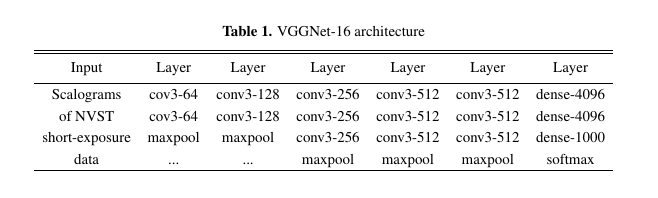 Table 1. VGGNet-16 architecture
Input Layer Layer Layer Layer Layer Layer
Scalograms cov3-64 conv3-128 conv3-256 conv3-512 conv3-512 dense-4096
of NVST cov3-64 conv3-128 conv3-256 conv3-512 conv3-512 dense-4096
short-exposure maxpool maxpool conv3-256 conv3-512 conv3-512 dense-1000
data ... ... maxpool maxpool maxpool softmax